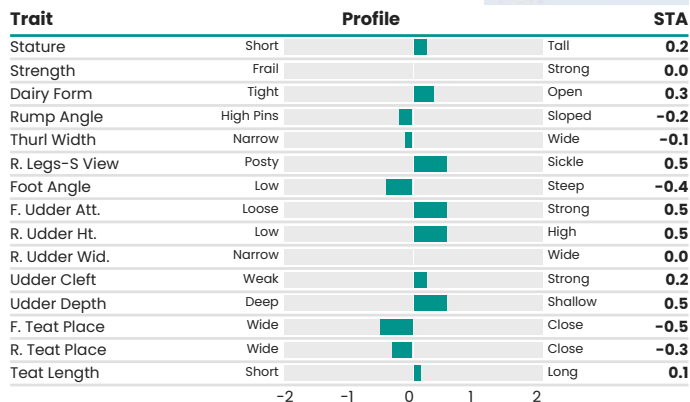 Trait Profile STA
Stature Short Tall 0.2
Strength Frail Strong 0.0
Dairy Form Tight Open 0.3
Rump Angle High Pins Sloped -0.2
Thurl Width Narrow Wide -0.1
R. Legs-S View Posty Sickle 0.5
Foot Angle Low Steep -0.4
F. Udder Att. Loose Strong 0.5
R. Udder Ht. Low High 0.5
R. Udder Wid. Narrow Wide 0.0
Udder Cleft Weak Strong 0.2
Udder Depth Deep Shallow 0.5
F. Teat Place Wide Close -0.5
R. Teat Place Wide Close -0.3
Teat Length Short Long 0.1
-2 -1 0 1 2